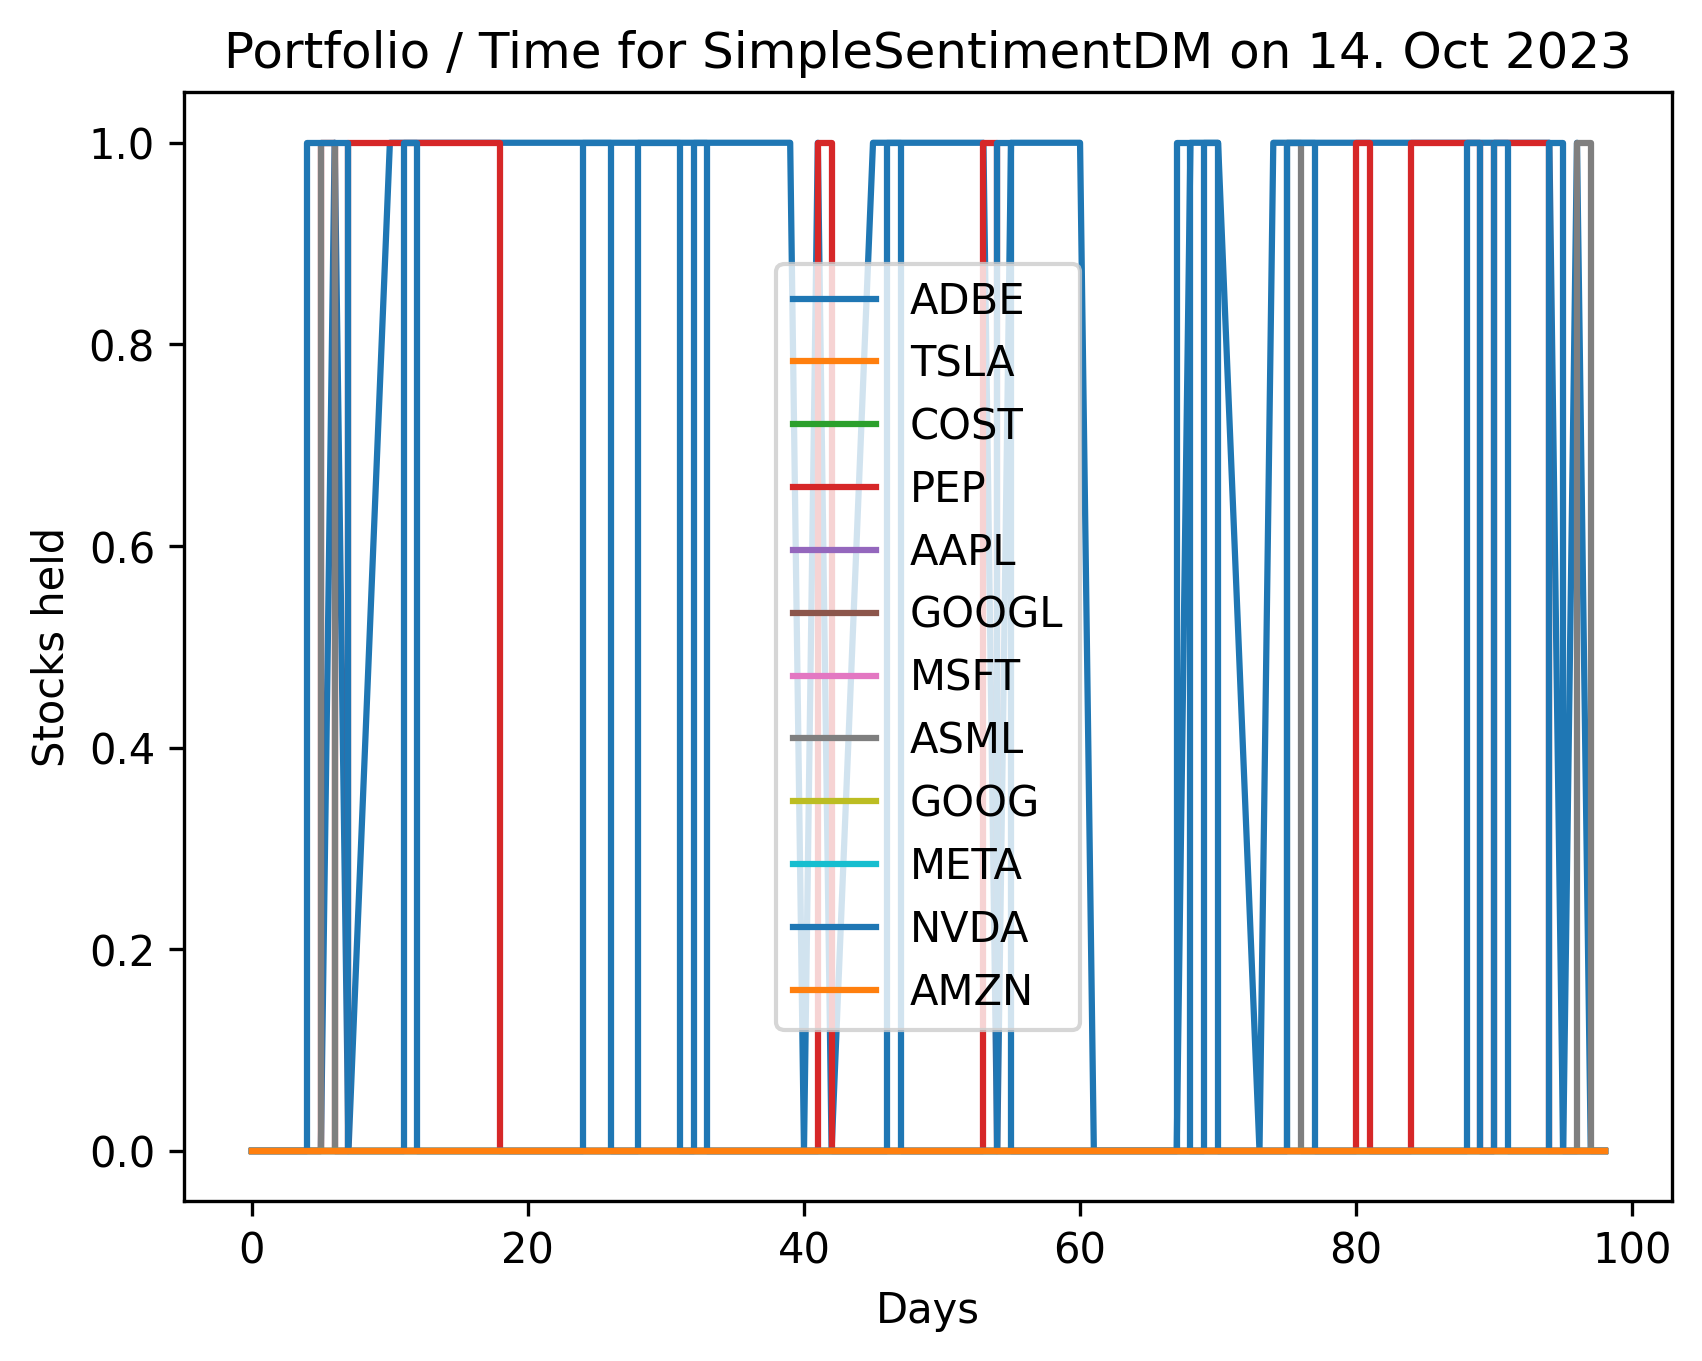 Portfolio / Time for SimpleSentimentDM on 14. Oct 2023
1.0
0.8
0.6
0.4
0.2
0.0
Stocks held
ADBE
TSLA
COST
PEP
AAPL
GOOGL
MSFT
ASML
GOOG
META
NVDA
AMZN
0 20 40 60 80 100
Days